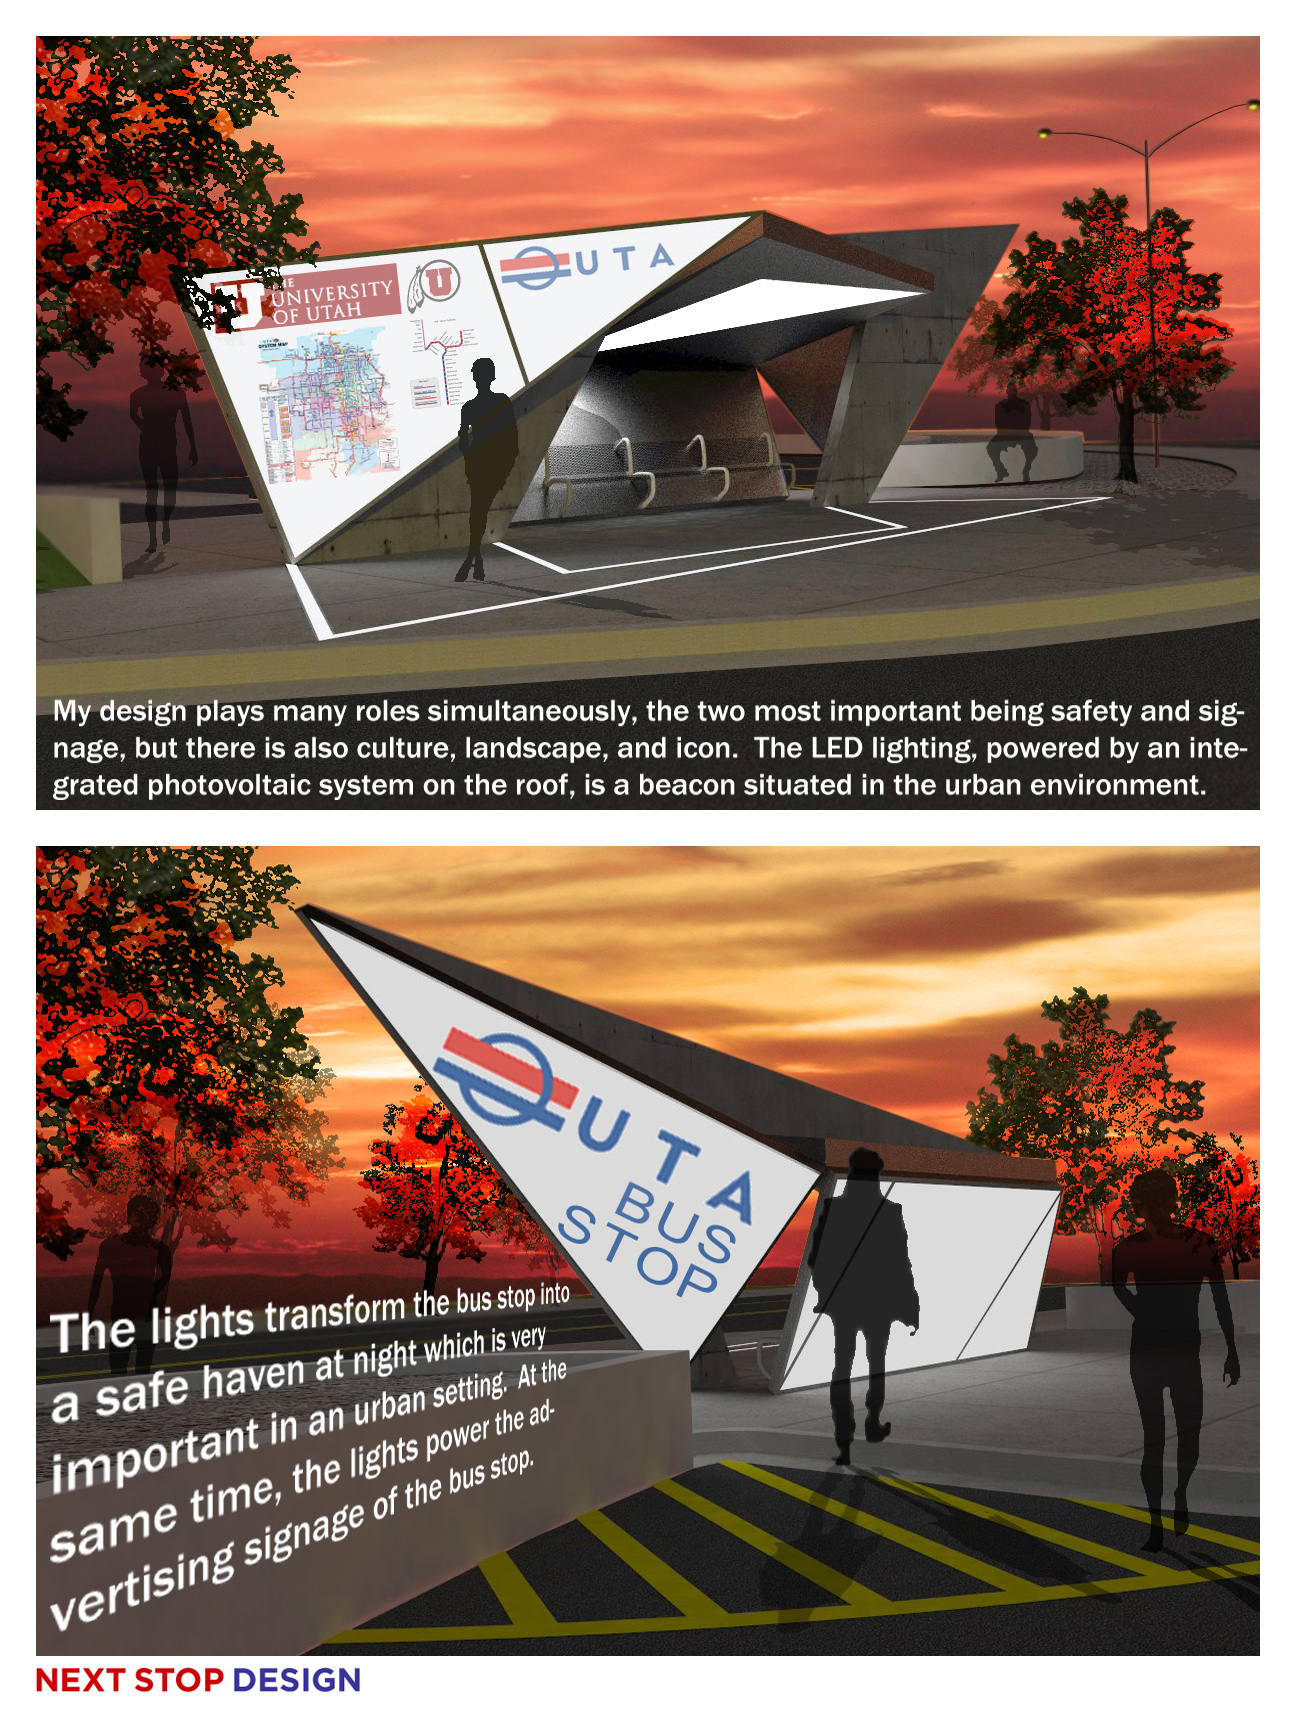 THE
UNIVERSITY
OF UTAH
U
U
UTA
SYSTEM MAP
My design plays many roles simultaneously, the two most important being safety and sig-
nage, but there is also culture, landscape, and icon.  The LED lighting, powered by an inte-
grated photovoltaic system on the roof, is a beacon situated in the urban environment.
UTA
BUS
STOP
The lights transform the bus stop into
a safe haven at night which is very
important in an urban setting.  At the
same time, the lights power the ad-
vertising signage of the bus stop.
NEXT STOP DESIGN